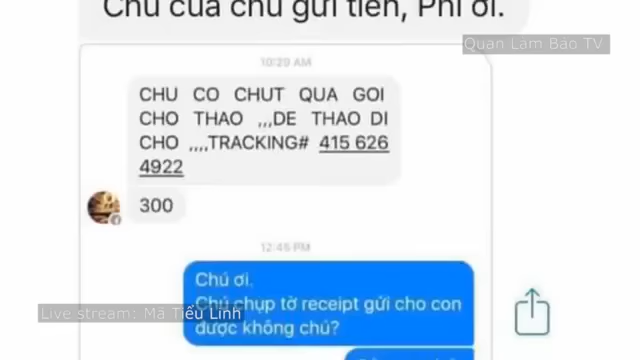 Chú của chú gửi tiền, Phi ơi.
Quan Làm Báo TV
10:29 AM
CHU CO CHUT QUA GOI
CHO THAO ,,,DE THAO DI
CHO ,,,,TRACKING# 415 626
4922
300
12:45 PM
Chú ơi,
Chú chụp tờ receipt gửi cho con
được không chú?
Live stream: Mã Tiểu Linh